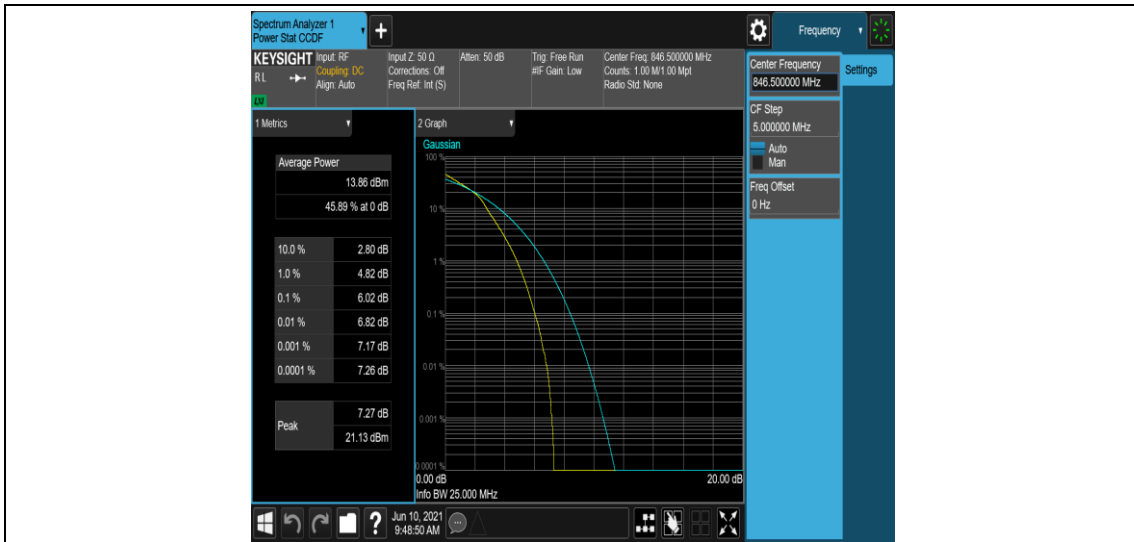 Spectrum Analyzer 1
Power Stat CCDF
+
Frequency
KEYSIGHT
RL
LXI
Input: RF
Coupling: DC
Align: Auto
Input Z: 50 Ω
Corrections: Off
Freq Ref: Int (S)
Atten: 50 dB
Trig: Free Run
#IF Gain: Low
Center Freq: 846.500000 MHz
Counts: 1.00 M/1.00 Mpt
Radio Std: None
Center Frequency
846.500000 MHz
Settings
CF Step
5.000000 MHz
Auto
Man
Freq Offset
0 Hz
1 Metrics
Average Power
13.86 dBm
45.89 % at 0 dB
10.0 % 2.80 dB
1.0 % 4.82 dB
0.1 % 6.02 dB
0.01 % 6.82 dB
0.001 % 7.17 dB
0.0001 % 7.26 dB
Peak
7.27 dB
21.13 dBm
2 Graph
Gaussian
100 %
10 %
1 %
0.1 %
0.01 %
0.001 %
0.0001 %
0.00 dB 20.00 dB
Info BW 25.000 MHz
?
Jun 10, 2021
9:48:50 AM